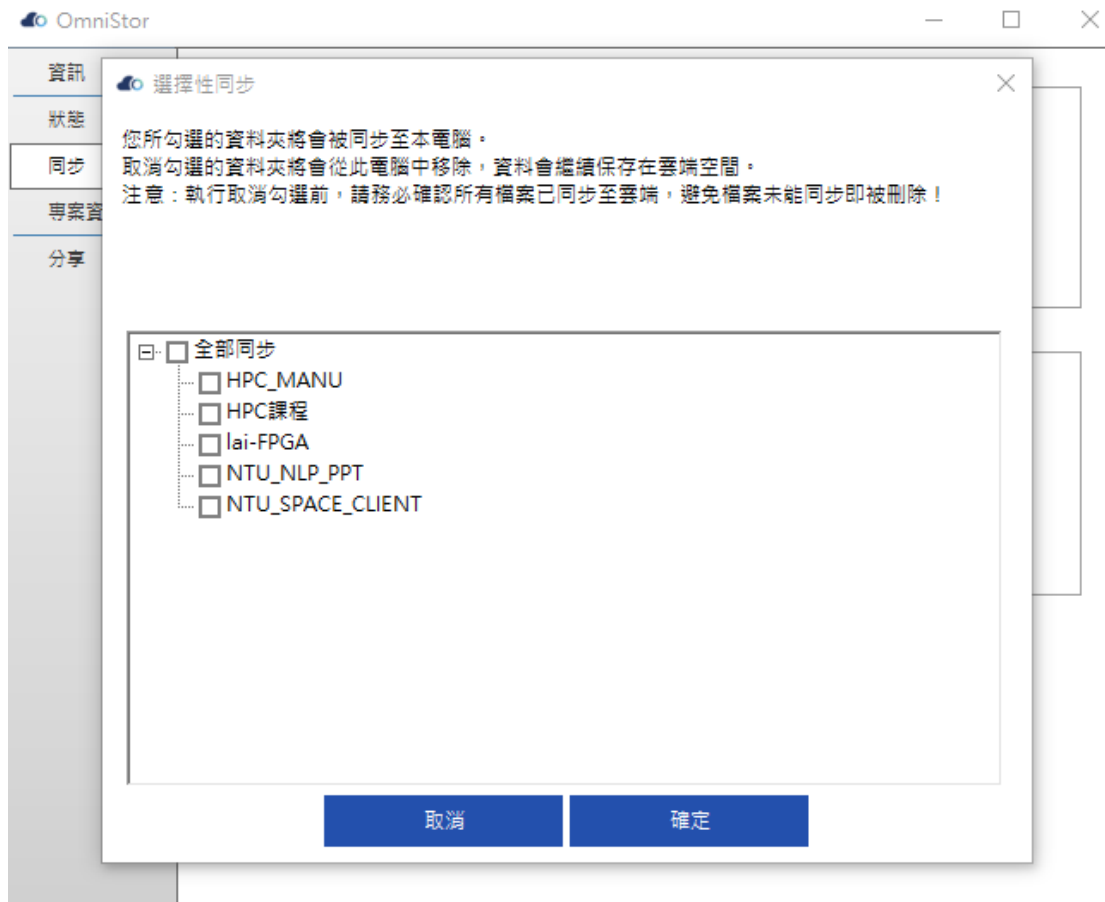 OmniStor
資訊
狀態
同步
專案資
分享
選擇性同步
您所勾選的資料夾將會被同步至本電腦。
取消勾選的資料夾將會從此電腦中移除，資料會繼續保存在雲端空間。
注意：執行取消勾選前，請務必確認所有檔案已同步至雲端，避免檔案未能同步即被刪除！
全部同步
HPC_MANU
HPC課程
lai-FPGA
NTU_NLP_PPT
NTU_SPACE_CLIENT
取消
確定